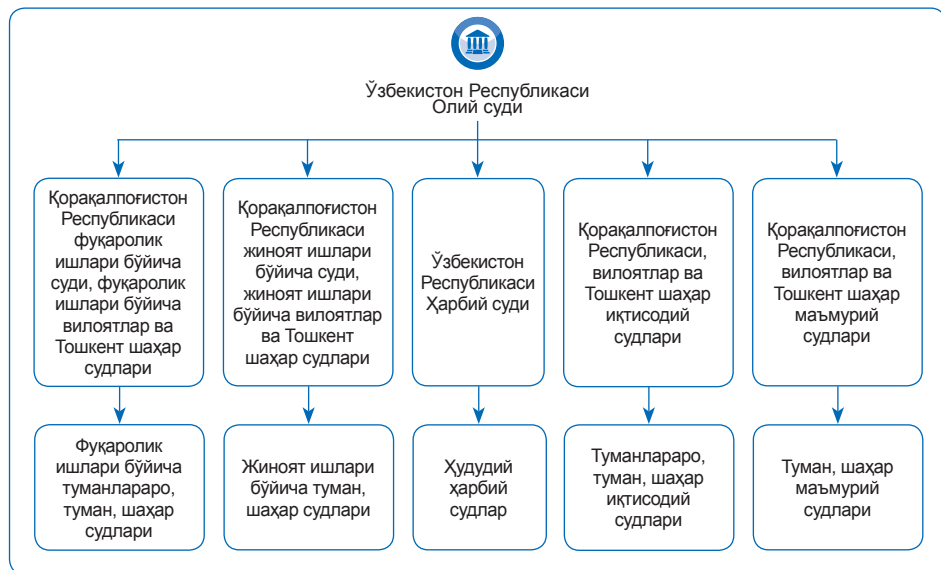 Ўзбекистон Республикаси
Олий суди
Қорақалпоғистон
Республикаси
фуқаролик
ишлари бўйича
суди, фуқаролик
ишлари бўйича
вилоятлар ва
Тошкент шаҳар
судлари
Қорақалпоғистон
Республикаси
жиноят ишлари
бўйича суди,
жиноят ишлари
бўйича вилоятлар
ва Тошкент
шаҳар судлари
Ўзбекистон
Республикаси
Ҳарбий суди
Қорақалпоғистон
Республикаси,
вилоятлар ва
Тошкент шаҳар
иқтисодий
судлари
Қорақалпоғистон
Республикаси,
вилоятлар ва
Тошкент шаҳар
маъмурий
судлари
Фуқаролик
ишлари бўйича
туманлараро,
туман, шаҳар
судлари
Жиноят ишлари
бўйича туман,
шаҳар судлари
Ҳудудий
ҳарбий
судлар
Туманлараро,
туман, шаҳар
иқтисодий
судлари
Туман, шаҳар
маъмурий
судлари